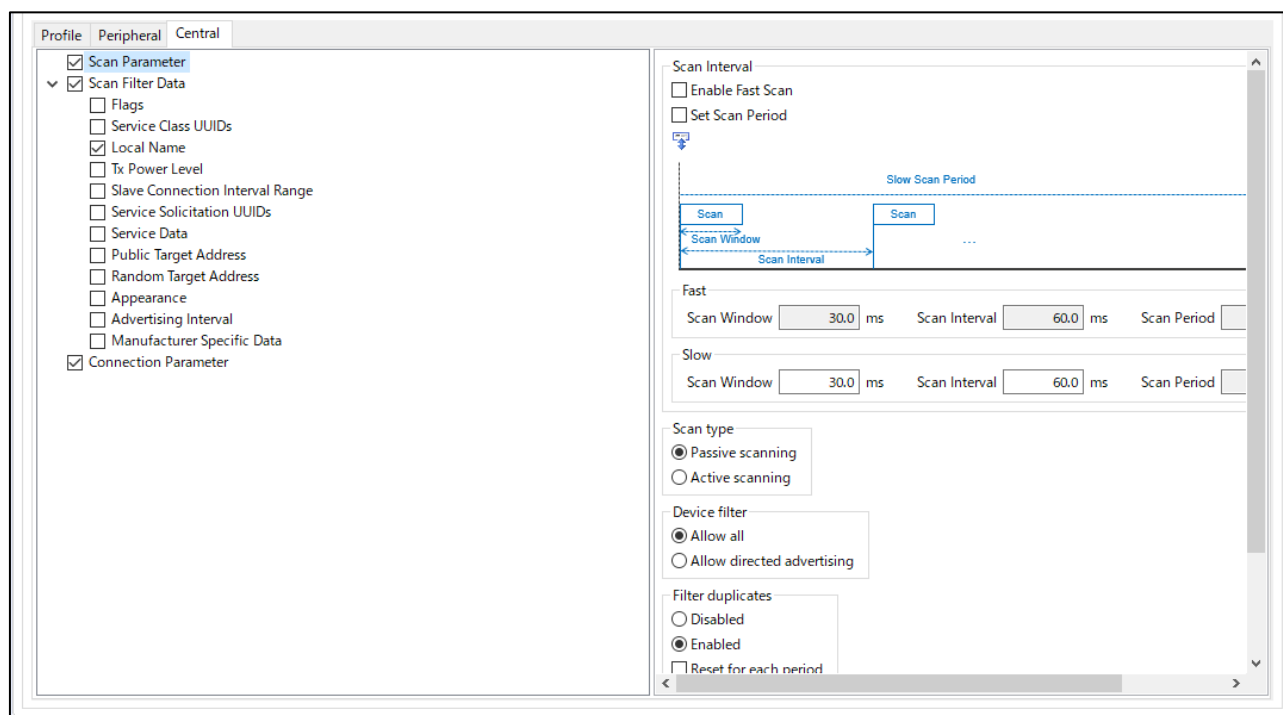 Profile Peripheral Central
Scan Parameter
Scan Filter Data
Flags
Service Class UUIDs
Local Name
Tx Power Level
Slave Connection Interval Range
Service Solicitation UUIDs
Service Data
Public Target Address
Random Target Address
Appearance
Advertising Interval
Manufacturer Specific Data
Connection Parameter
Scan Interval
Enable Fast Scan
Set Scan Period
Slow Scan Period
Scan Scan
Scan Window ...
Scan Interval
Fast
Scan Window 30.0 ms Scan Interval 60.0 ms Scan Period
Slow
Scan Window 30.0 ms Scan Interval 60.0 ms Scan Period
Scan type
Passive scanning
Active scanning
Device filter
Allow all
Allow directed advertising
Filter duplicates
Disabled
Enabled
Reset for each period